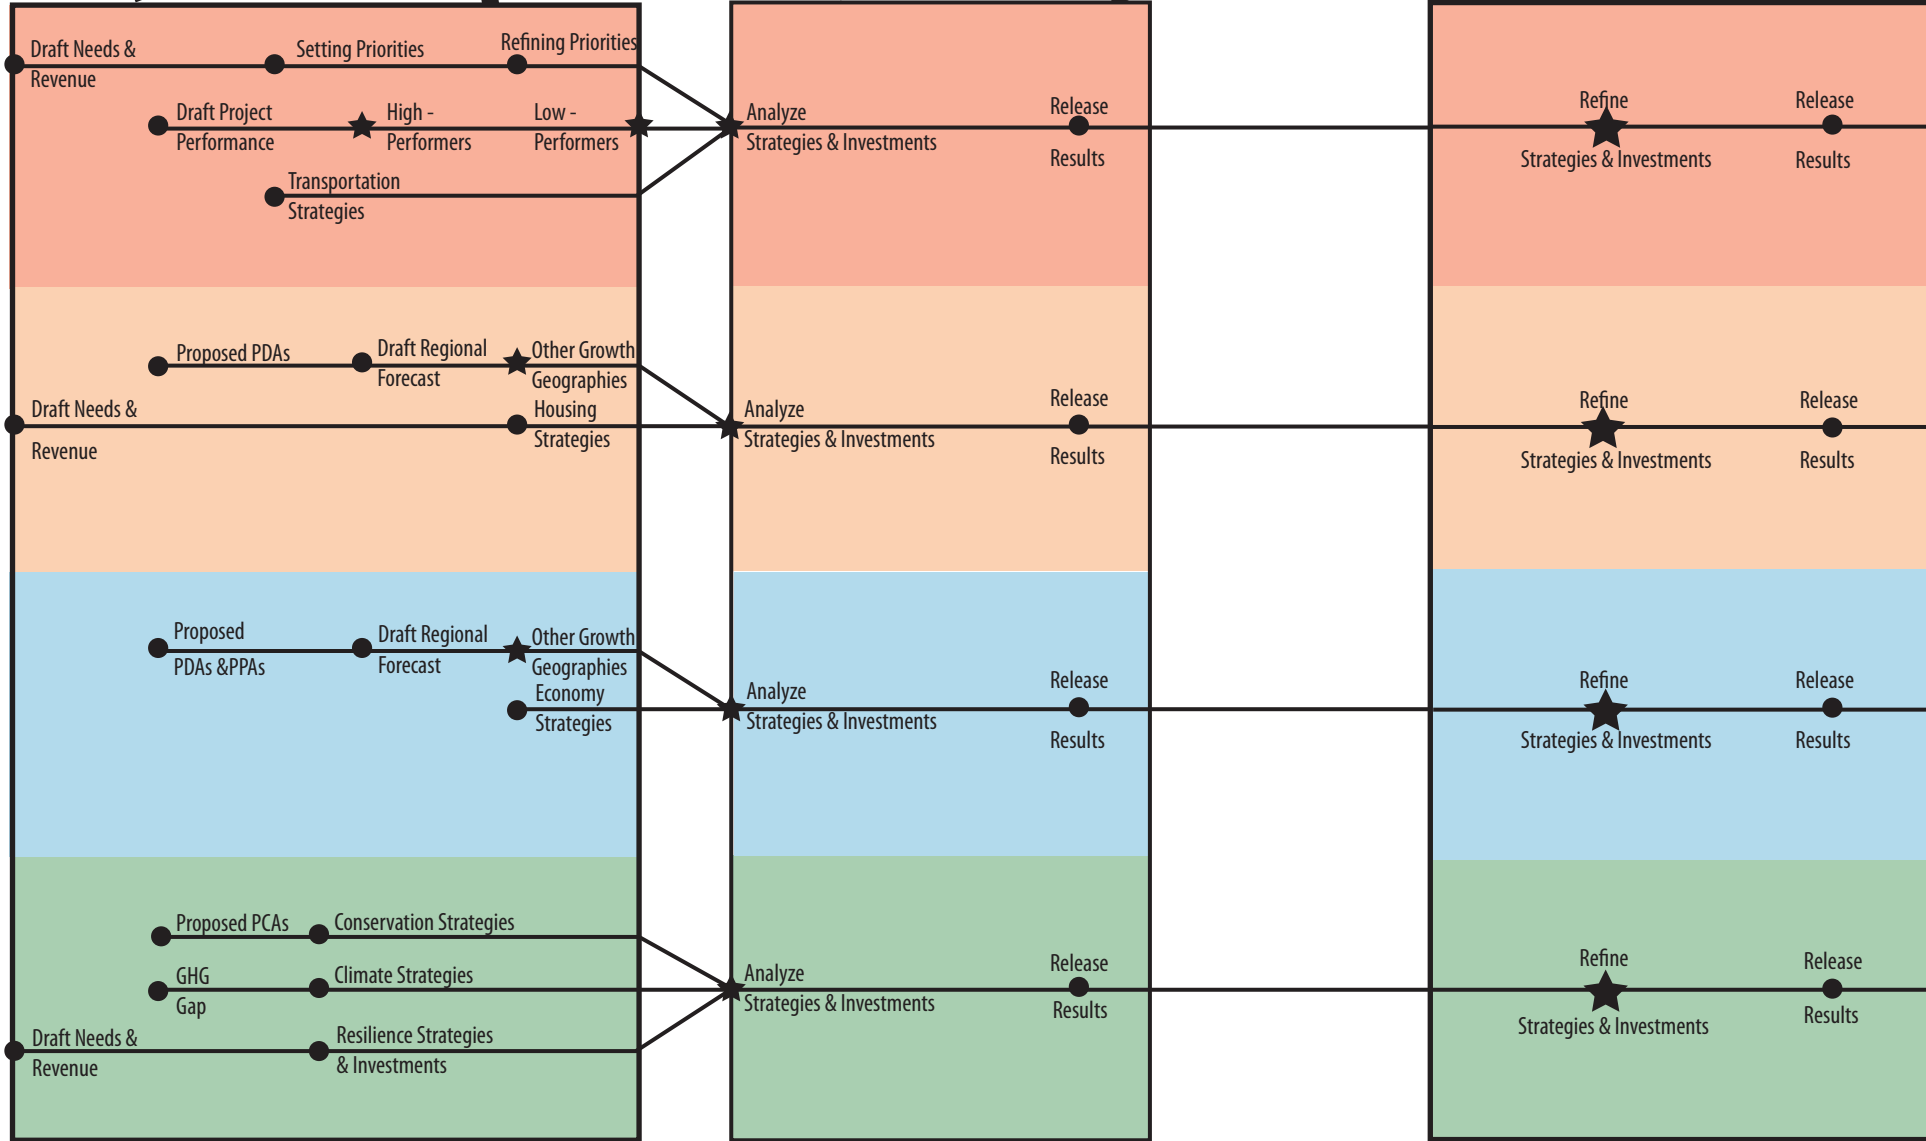 Draft Needs &
Revenue
Setting Priorities
Refining Priorities
Draft Project
Performance
High -
Performers
Low -
Performers
Transportation
Strategies
Analyze
Strategies & Investments
Release
Results
Refine
Strategies & Investments
Release
Results
Proposed PDAs
Draft Regional
Forecast
Other Growth
Geographies
Draft Needs &
Revenue
Housing
Strategies
Analyze
Strategies & Investments
Release
Results
Refine
Strategies & Investments
Release
Results
Proposed
PDAs &PPAs
Draft Regional
Forecast
Other Growth
Geographies
Economy
Strategies
Analyze
Strategies & Investments
Release
Results
Refine
Strategies & Investments
Release
Results
Proposed PCAs
Conservation Strategies
GHG
Gap
Climate Strategies
Draft Needs &
Revenue
Resilience Strategies
& Investments
Analyze
Strategies & Investments
Release
Results
Refine
Strategies & Investments
Release
Results